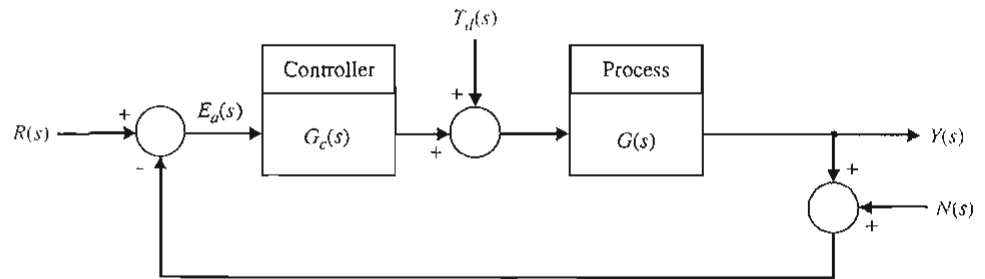 T_d(s)
Controller
Process
+
+
E_a(s)
R(s)
G_c(s)
G(s)
Y(s)
-
+
+
N(s)
+